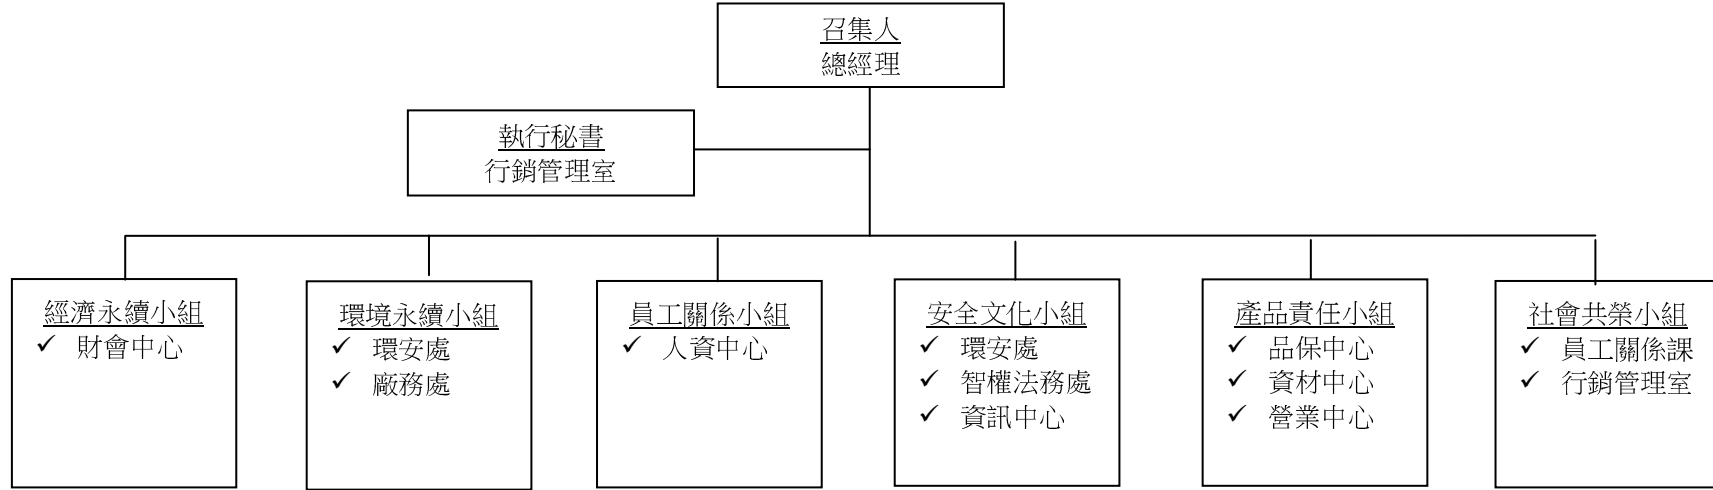 召集人
總經理
執行秘書
行銷管理室
經濟永續小組
✓ 財會中心
環境永續小組
✓ 環安處
✓ 廠務處
員工關係小組
✓ 人資中心
安全文化小組
✓ 環安處
✓ 智權法務處
✓ 資訊中心
產品責任小組
✓ 品保中心
✓ 資材中心
✓ 營業中心
社會共榮小組
✓ 員工關係課
✓ 行銷管理室